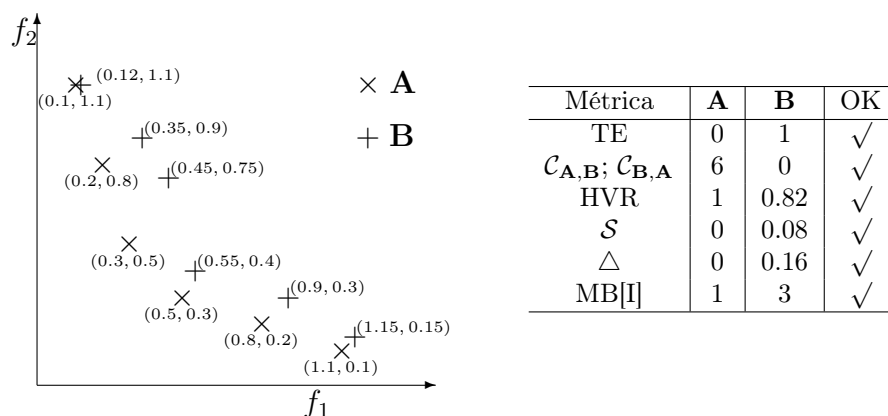 f₂
(0.12, 1.1)
(0.1, 1.1)
× A
(0.35, 0.9)
+ B
(0.2, 0.8)
(0.45, 0.75)
(0.3, 0.5)
(0.55, 0.4)
(0.5, 0.3)
(0.9, 0.3)
(0.8, 0.2)
(1.15, 0.15)
(1.1, 0.1)
f₁
Métrica A B OK
TE 0 1 √
𝒞A,B; 𝒞B,A 6 0 √
HVR 1 0.82 √
𝒮 0 0.08 √
△ 0 0.16 √
MB[I] 1 3 √